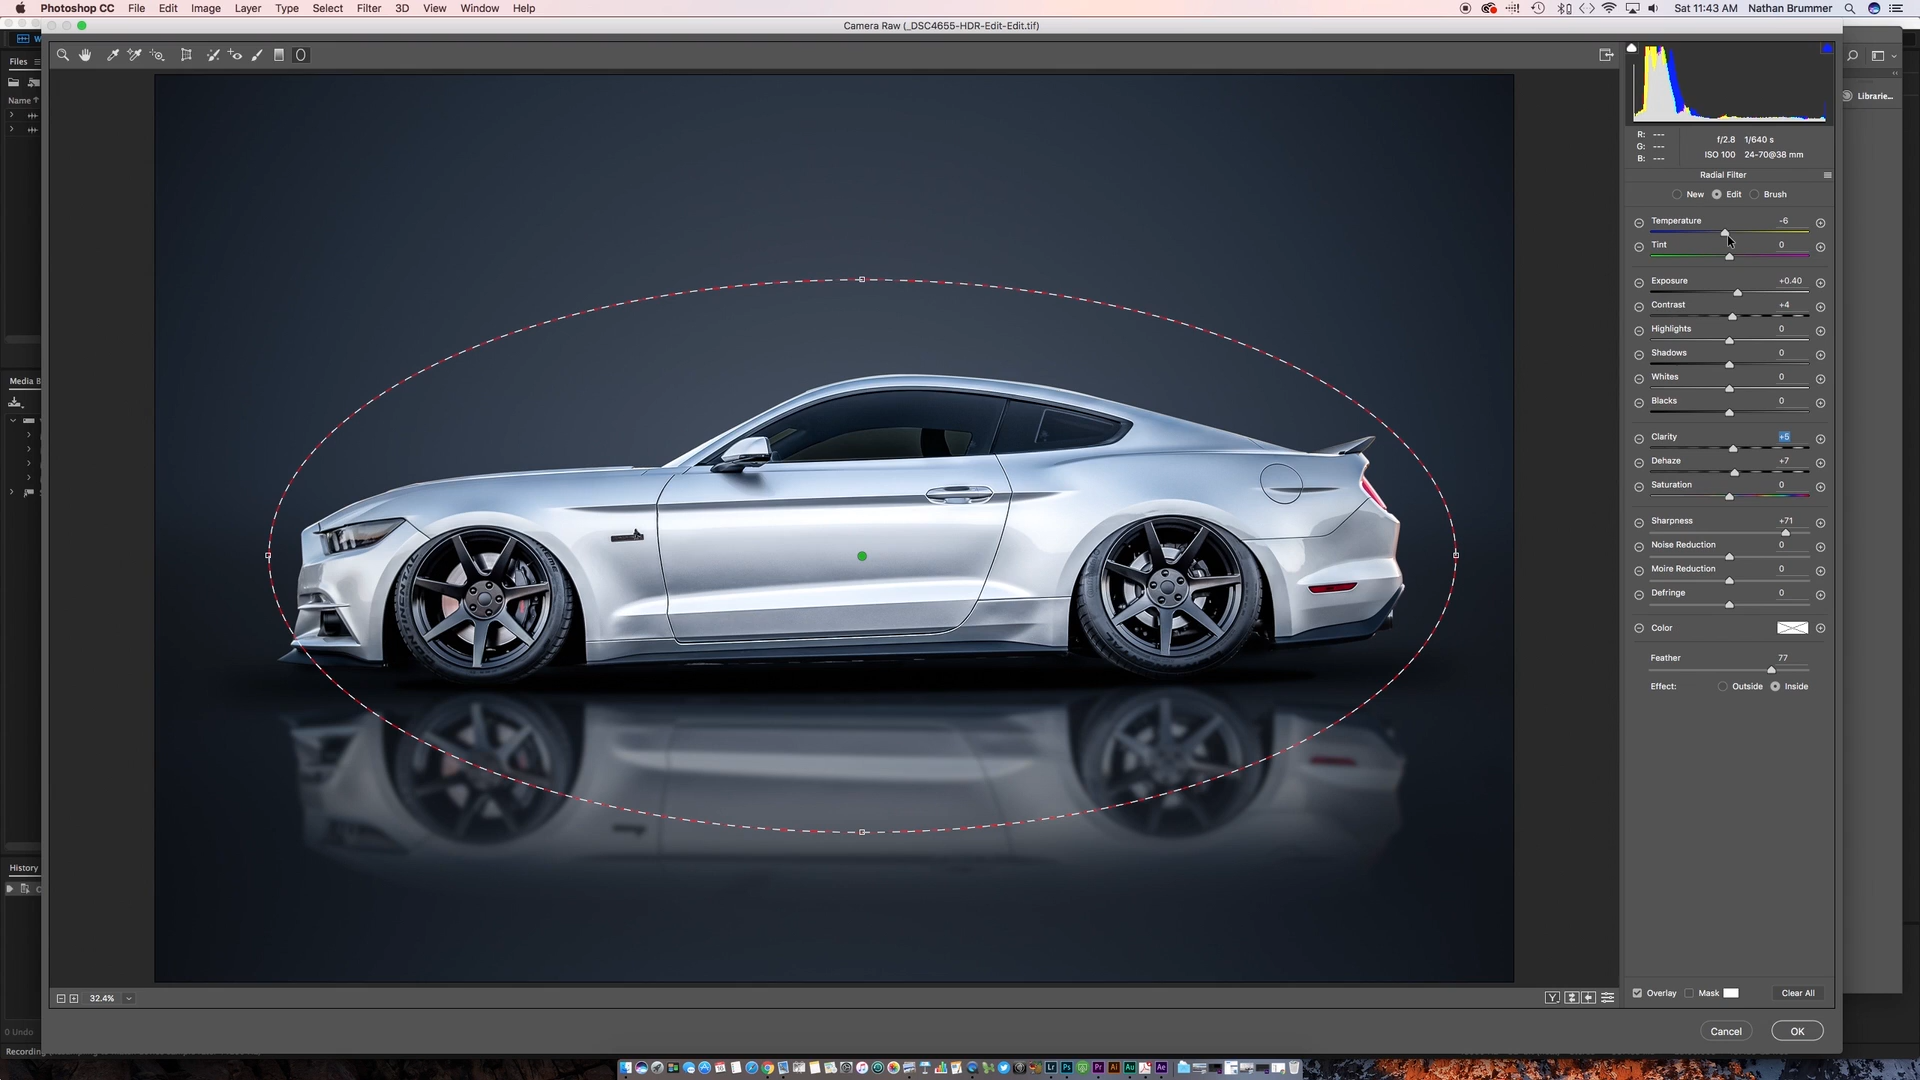 Photoshop CC File Edit Image Layer Type Select Filter 3D View Window Help
Sat 11:43 AM Nathan Brummer
Camera Raw (_DSC4655-HDR-Edit-Edit.tif)
Files
Name
Librarie...
R: ---
G: ---
B: ---
f/2.8 1/640 s
ISO 100 24-70@38 mm
Radial Filter
New Edit Brush
Temperature -6
Tint 0
Exposure +0.40
Contrast +4
Highlights 0
Shadows 0
Whites 0
Blacks 0
Clarity +5
Dehaze +7
Saturation 0
Sharpness +71
Noise Reduction 0
Moire Reduction 0
Defringe 0
Color
Feather 77
Effect: Outside Inside
Media B
History
32.4%
Y
Overlay Mask Clear All
0 Undo
Cancel OK
Recording